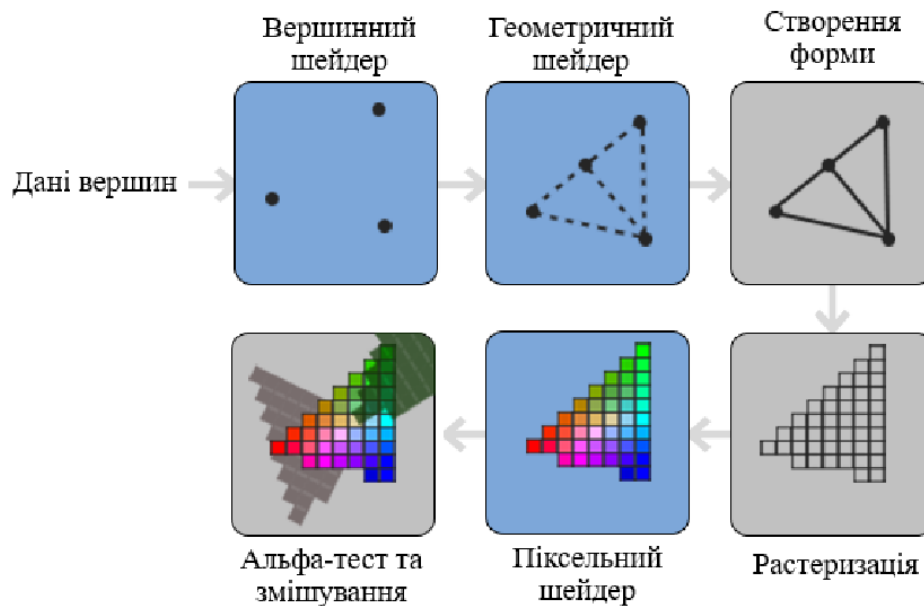 Вершинний
шейдер
Геометричний
шейдер
Створення
форми
Дані вершин
Альфа-тест та
змішування
Піксельний
шейдер
Растеризація